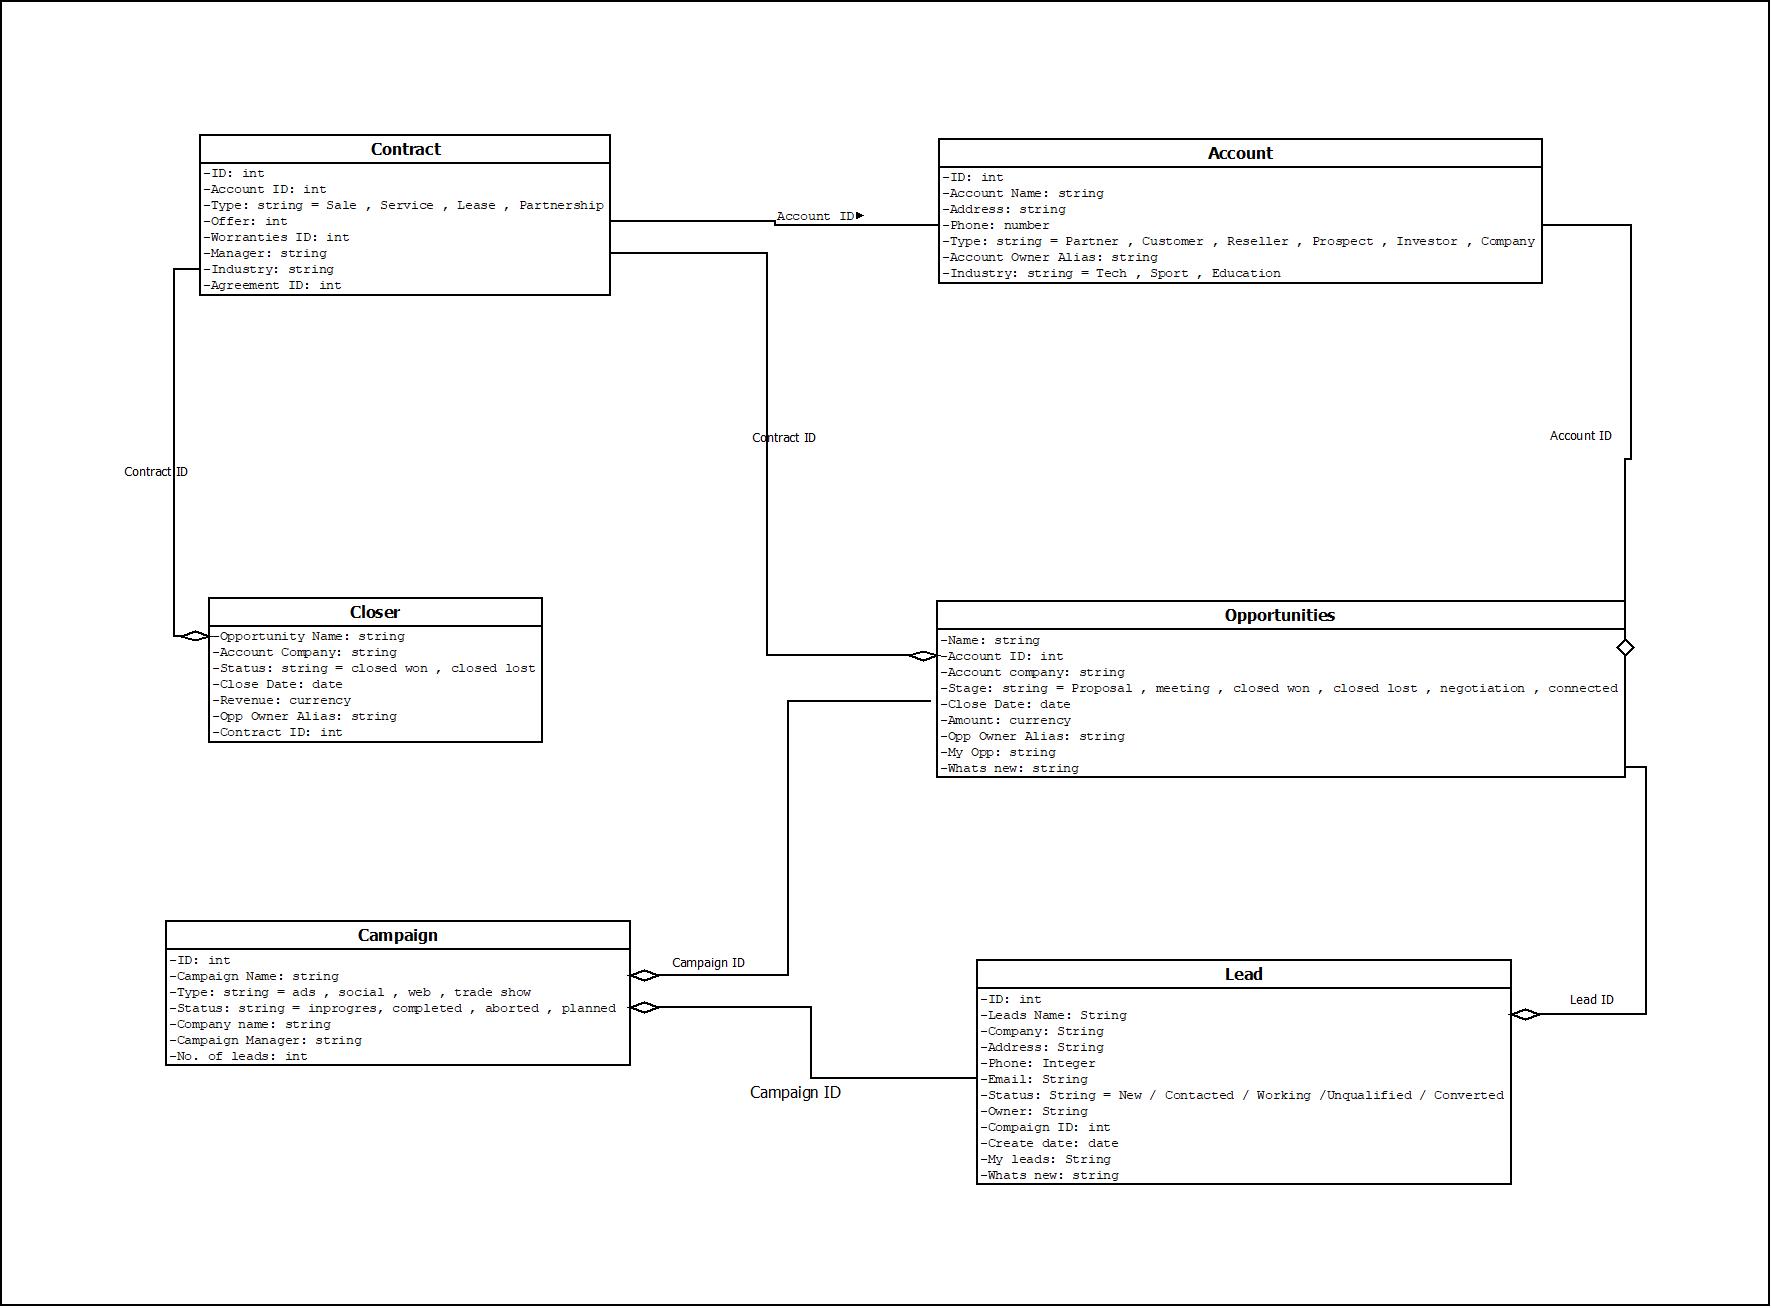 Contract
-ID: int
-Account ID: int
-Type: string = Sale , Service , Lease , Partnership
-Offer: int
-Worranties ID: int
-Manager: string
-Industry: string
-Agreement ID: int
Account ID
Account
-ID: int
-Account Name: string
-Address: string
-Phone: number
-Type: string = Partner , Customer , Reseller , Prospect , Investor , Company
-Account Owner Alias: string
-Industry: string = Tech , Sport , Education
Contract ID
Contract ID
Account ID
Closer
-Opportunity Name: string
-Account Company: string
-Status: string = closed won , closed lost
-Close Date: date
-Revenue: currency
-Opp Owner Alias: string
-Contract ID: int
Opportunities
-Name: string
-Account ID: int
-Account company: string
-Stage: string = Proposal , meeting , closed won , closed lost , negotiation , connected
-Close Date: date
-Amount: currency
-Opp Owner Alias: string
-My Opp: string
-Whats new: string
Campaign
-ID: int
-Campaign Name: string
-Type: string = ads , social , web , trade show
-Status: string = inprogres, completed , aborted , planned
-Company name: string
-Campaign Manager: string
-No. of leads: int
Campaign ID
Campaign ID
Lead
-ID: int
-Leads Name: String
-Company: String
-Address: String
-Phone: Integer
-Email: String
-Status: String = New / Contacted / Working /Unqualified / Converted
-Owner: String
-Compaign ID: int
-Create date: date
-My leads: String
-Whats new: string
Lead ID